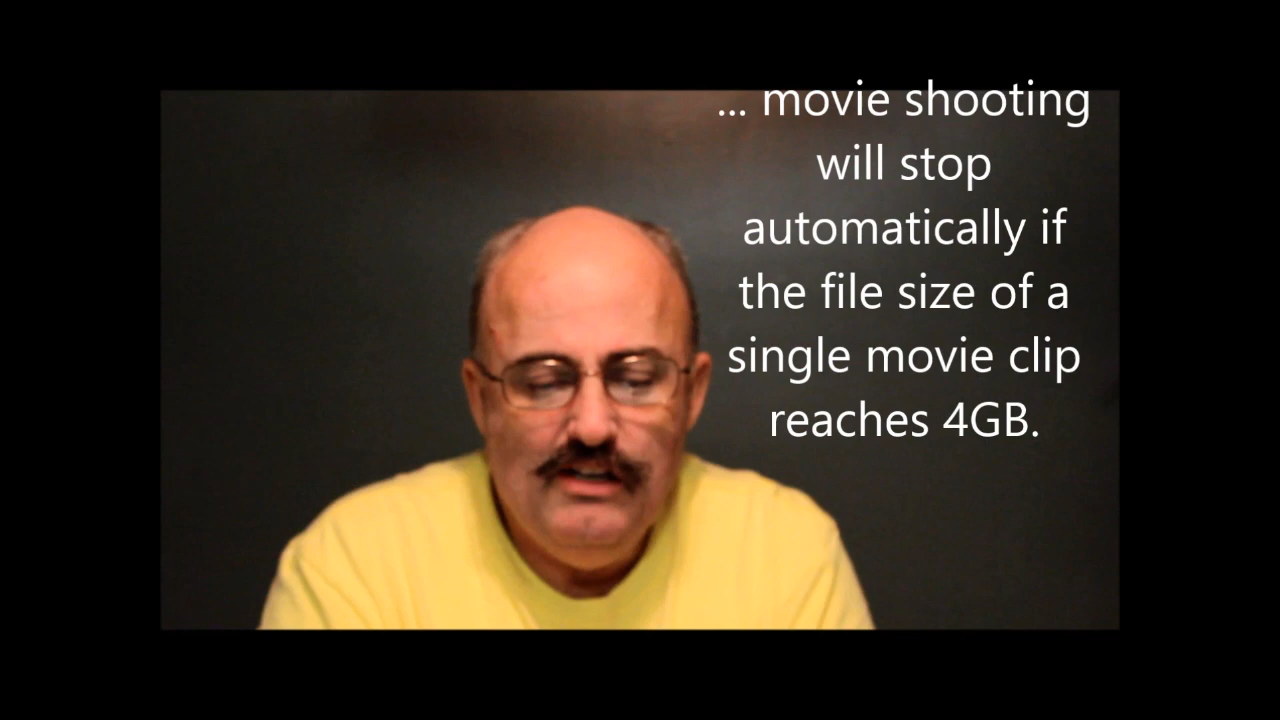 ... movie shooting
will stop
automatically if
the file size of a
single movie clip
reaches 4GB.